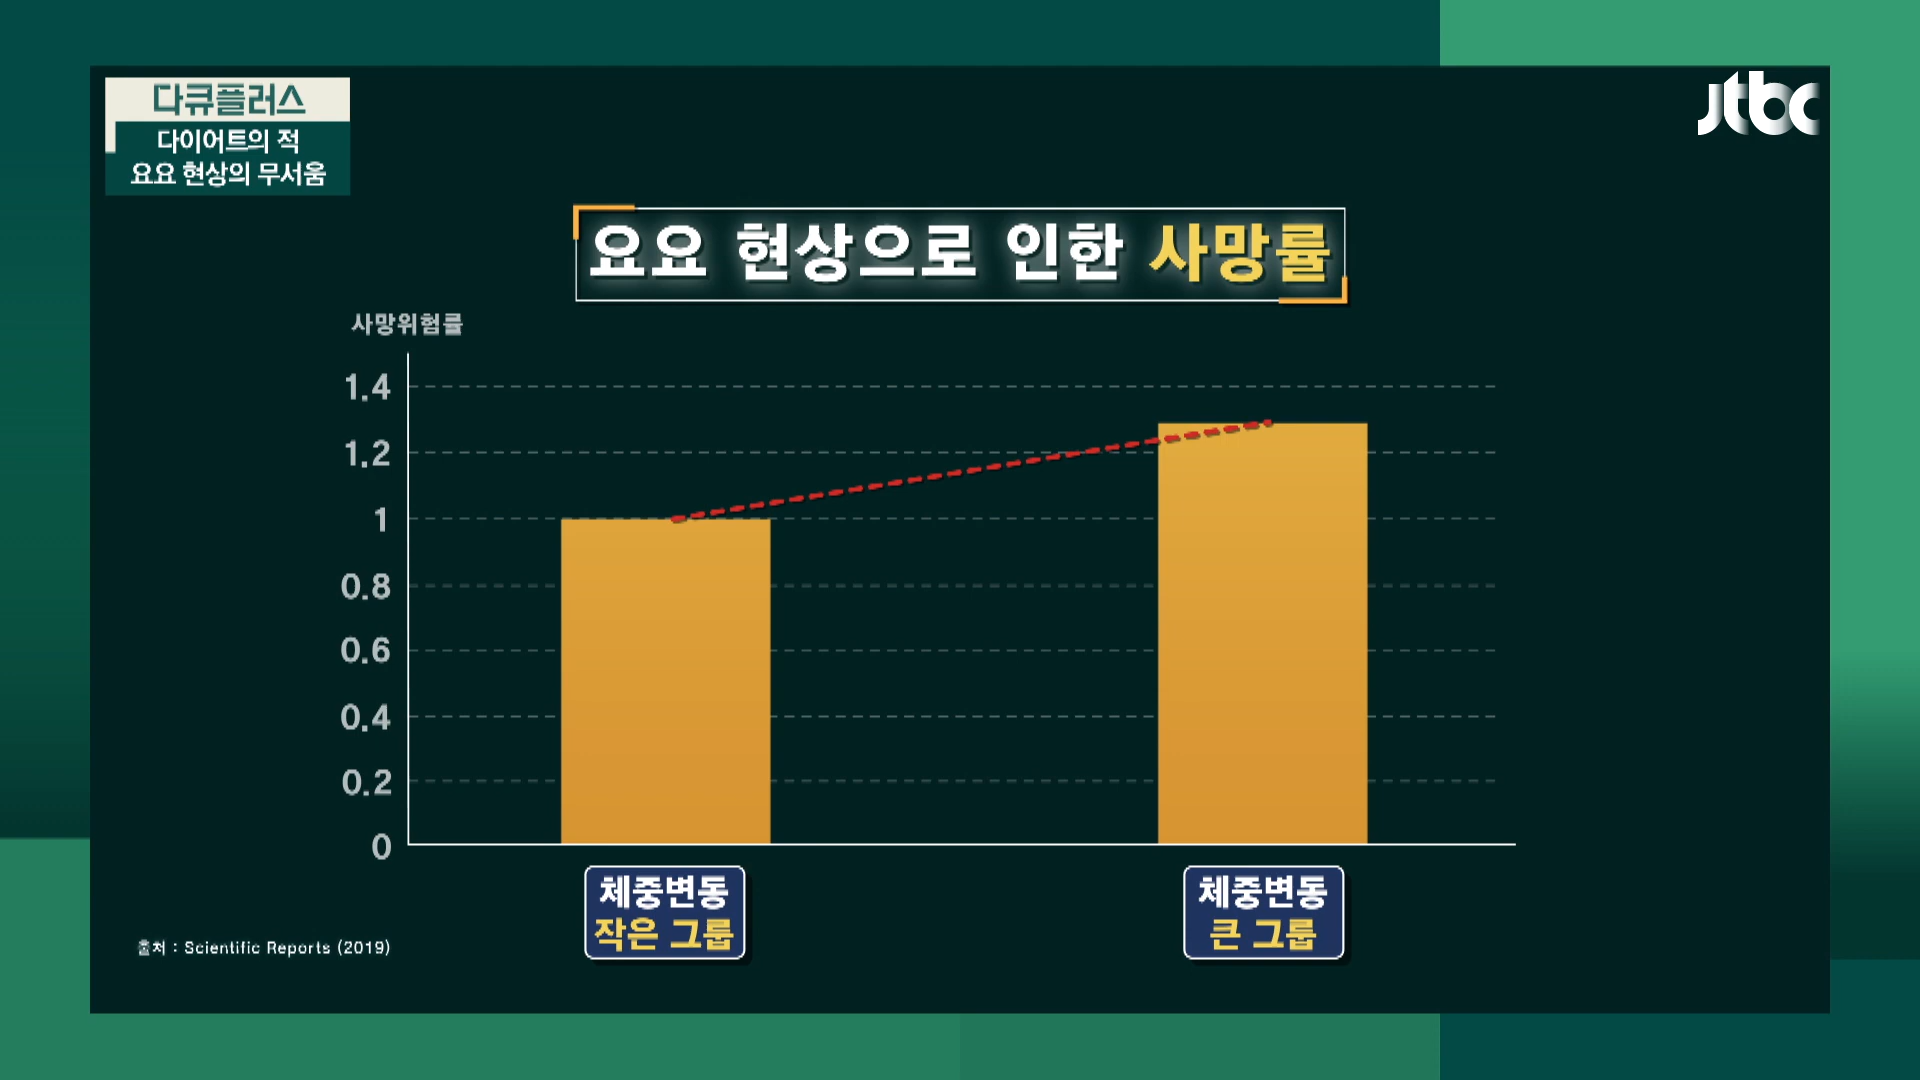 다큐플러스
다이어트의 적
요요 현상의 무서움
jtbc
요요 현상으로 인한 사망률
사망위험률
1.4
1.2
1
0.8
0.6
0.4
0.2
0
체중변동
작은 그룹
체중변동
큰 그룹
출처 : Scientific Reports (2019)